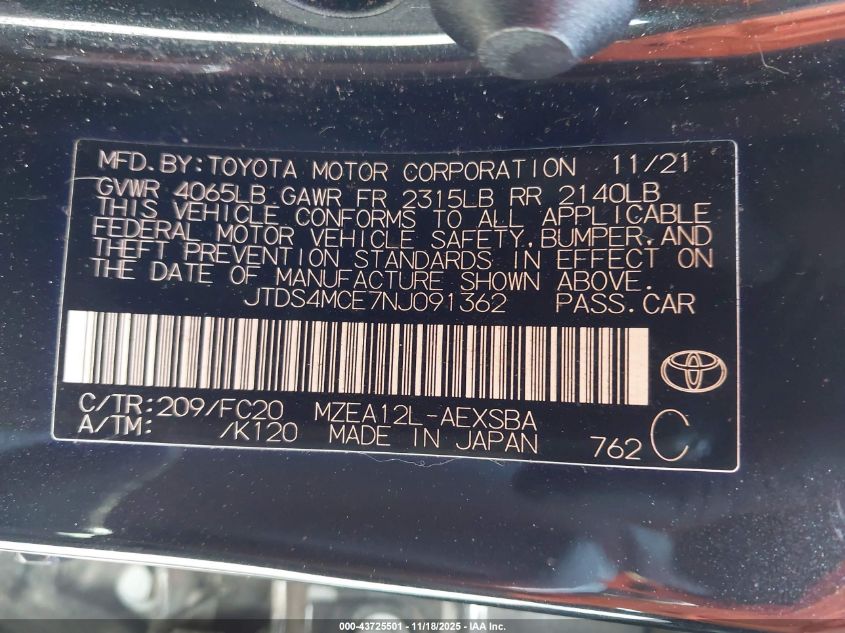 MFD.BY:TOYOTA MOTOR CORPORATION 11/21
GVWR 4065LB GAWR FR 2315LB RR 2140LB
THIS VEHICLE CONFORMS TO ALL APPLICABLE
FEDERAL MOTOR VEHICLE SAFETY,BUMPER,AND
THEFT PREVENTION STANDARDS IN EFFECT ON
THE DATE OF MANUFACTURE SHOWN ABOVE.
JTDS4MCE7NJ091362 PASS.CAR
C/TR:209/FC20 MZEA12L-AEXSBA
A/TM: /K120 MADE IN JAPAN 762 C
000-43725501 - 11/18/2025 - IAA, Inc.